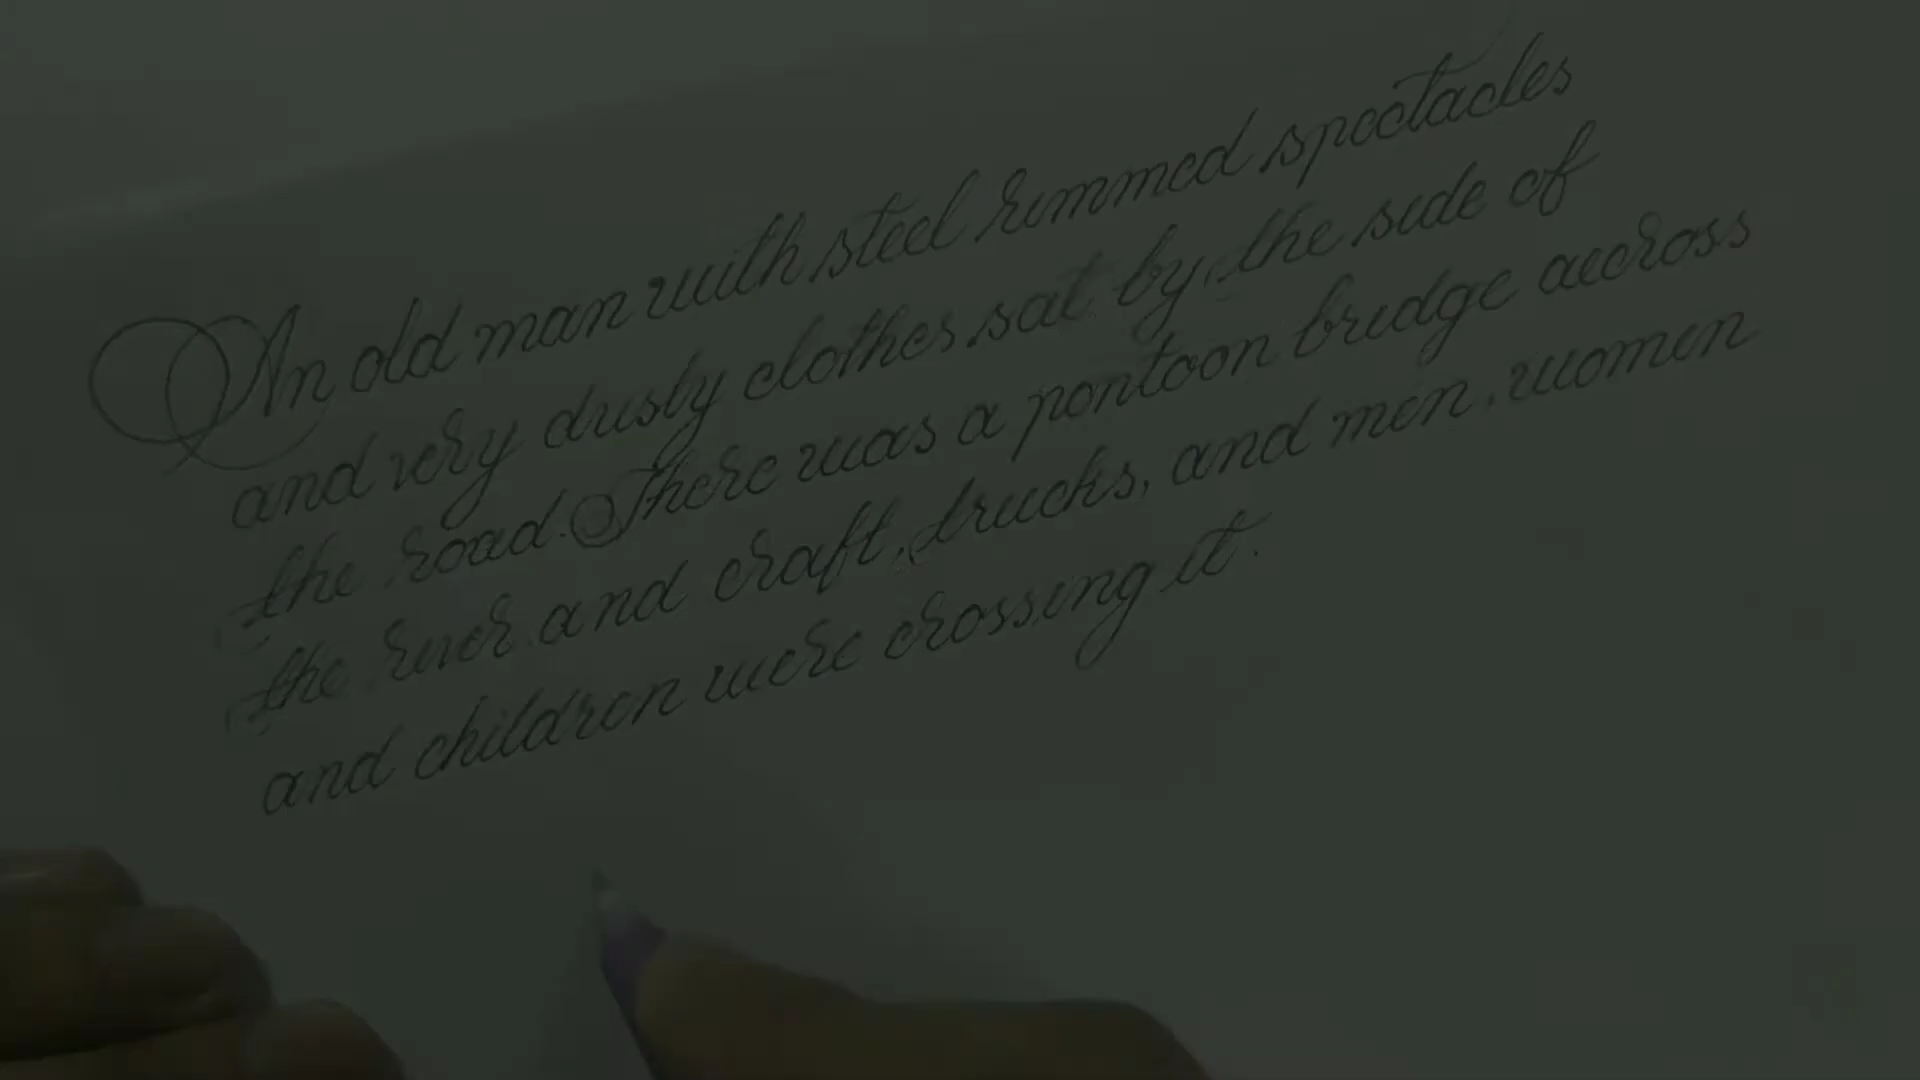 An old man with steel rimmed spectacles
and very dusty clothes sat by the side of
the road. There was a pontoon bridge accross
the river and craft, trucks, and men, women
and children were crossing it.